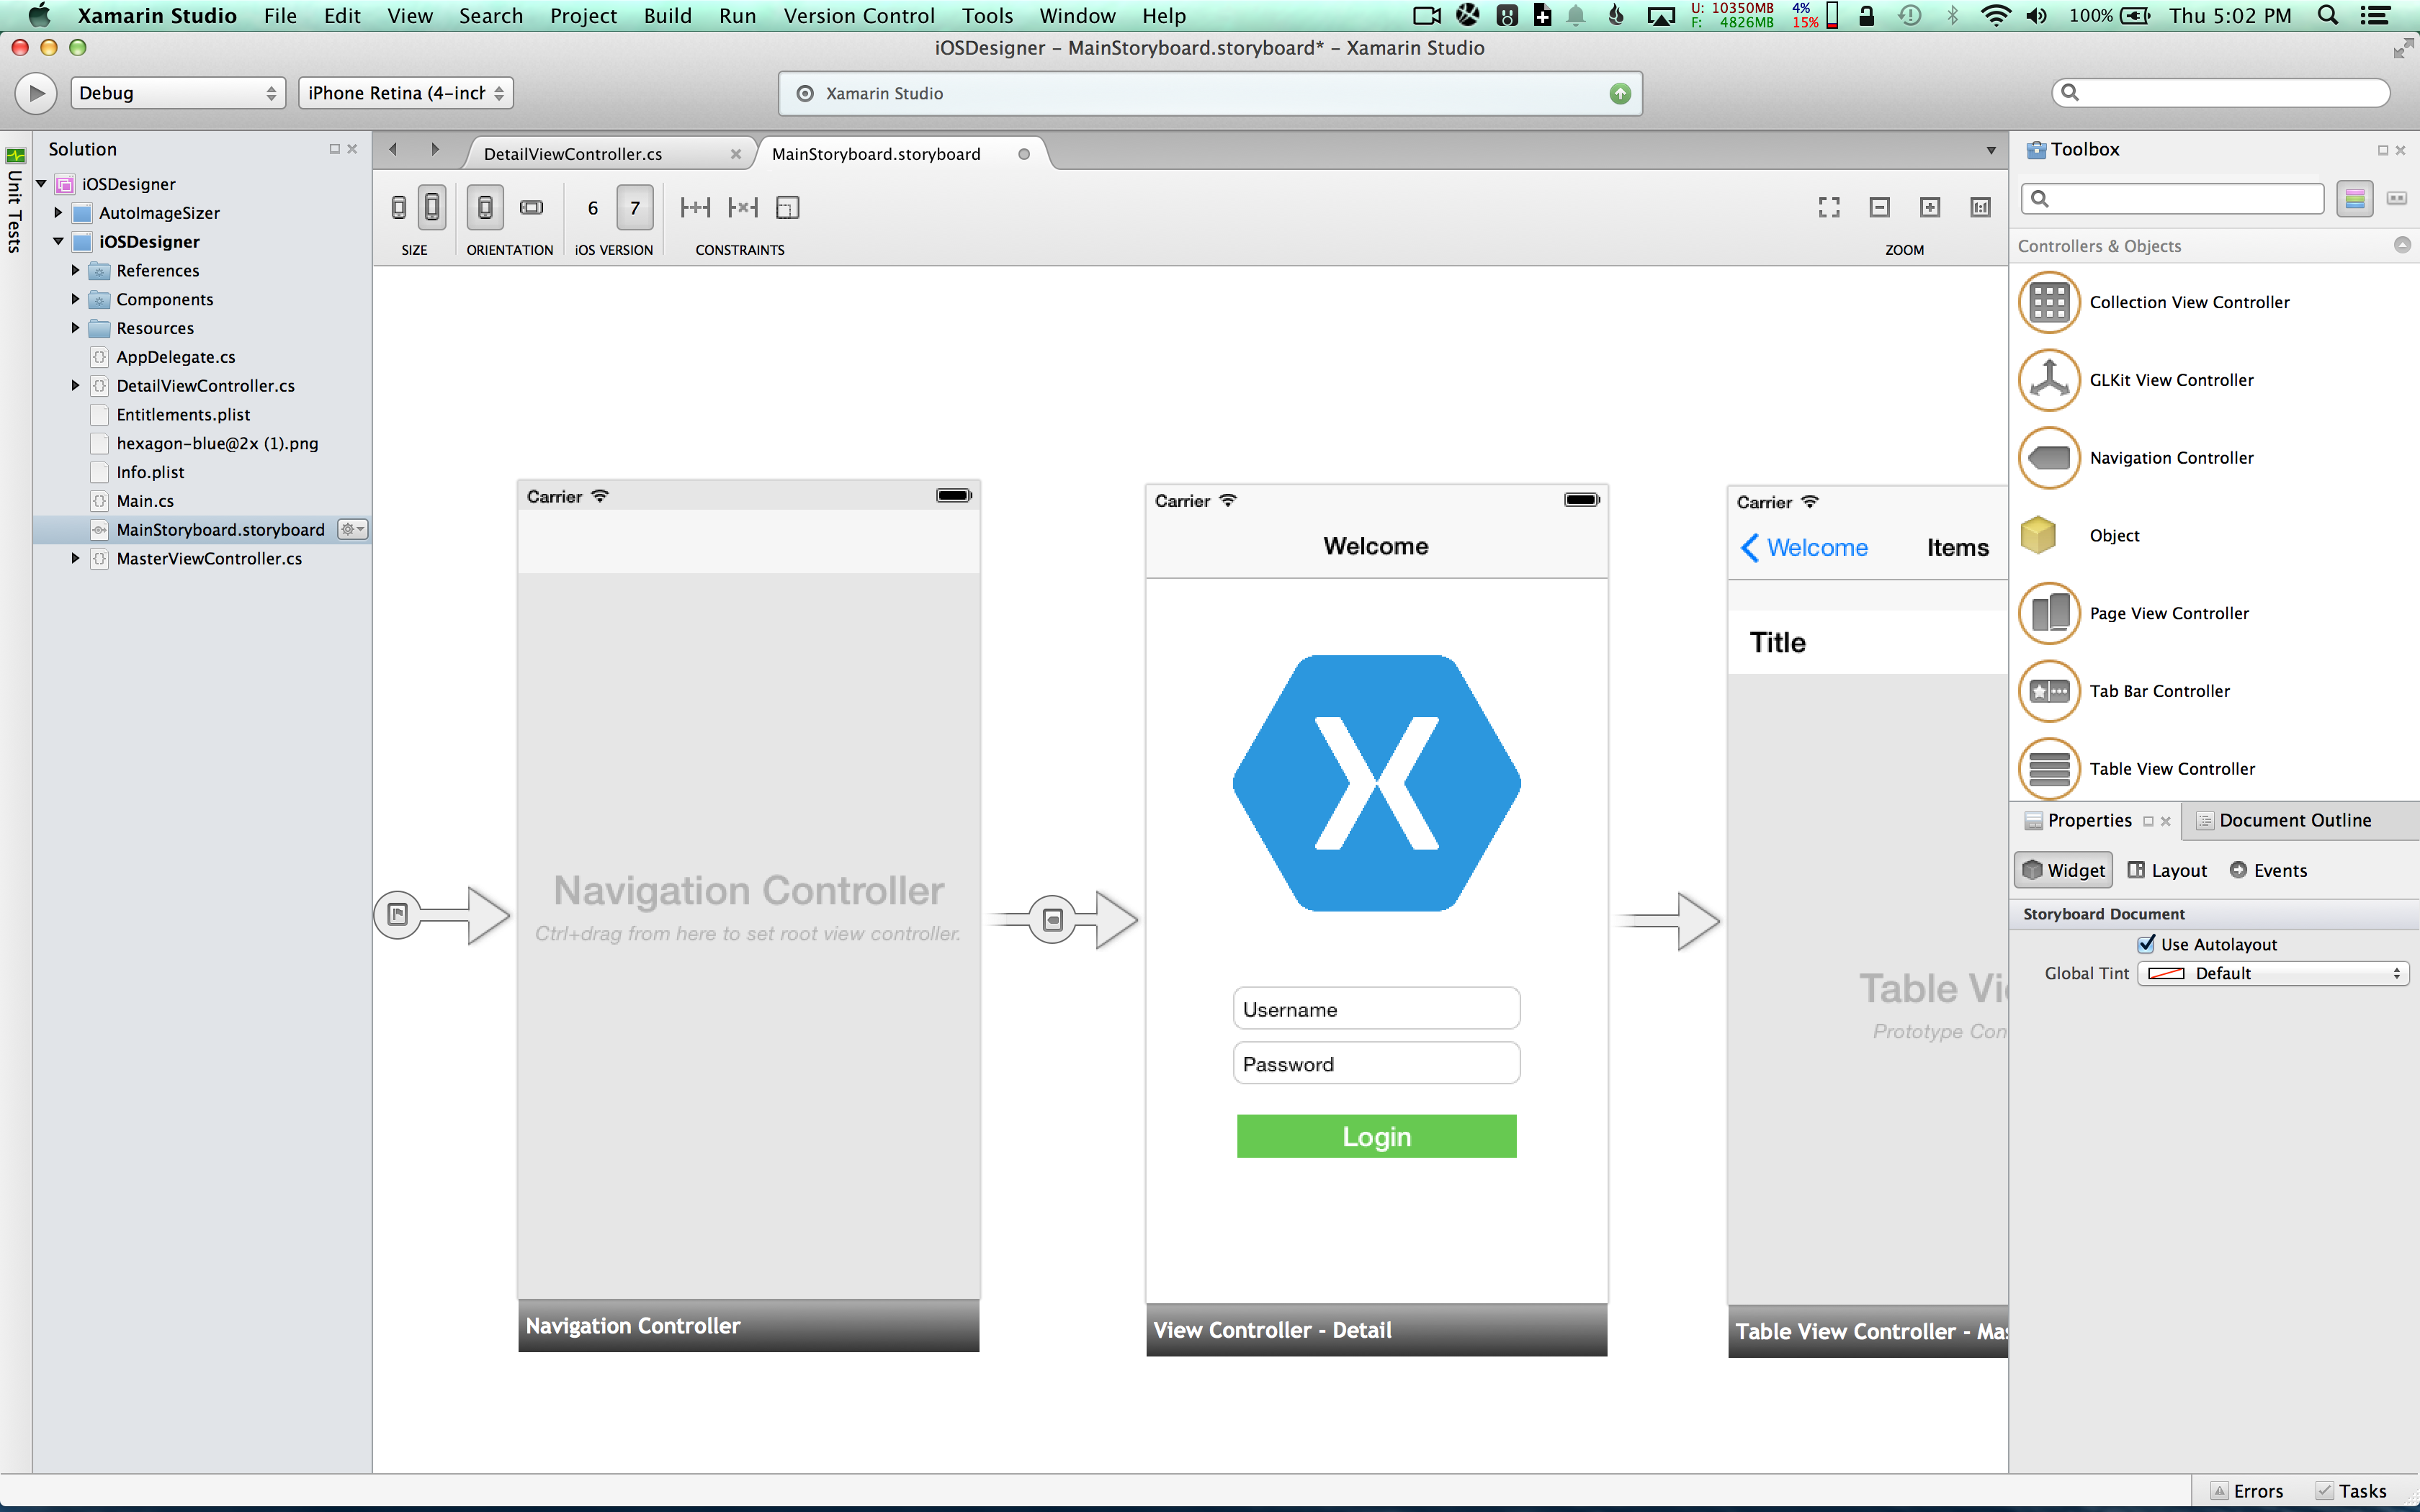 Xamarin Studio File Edit View Search Project Build Run Version Control Tools Window Help U: 10350MB 4% 100% Thu 5:02 PM
F: 4826MB 15%
iOSDesigner – MainStoryboard.storyboard* – Xamarin Studio
Debug iPhone Retina (4-inch Xamarin Studio
Unit Tests
Solution
iOSDesigner
AutoImageSizer
iOSDesigner
References
Components
Resources
AppDelegate.cs
DetailViewController.cs
Entitlements.plist
hexagon-blue@2x (1).png
Info.plist
Main.cs
MainStoryboard.storyboard
MasterViewController.cs
DetailViewController.cs MainStoryboard.storyboard
6 7
1:1
SIZE ORIENTATION iOS VERSION CONSTRAINTS ZOOM
Carrier
Navigation Controller
Ctrl+drag from here to set root view controller.
Navigation Controller
Carrier
Welcome
X
Username
Password
Login
View Controller - Detail
Carrier
Welcome Items
Title
Table Vi
Prototype Con
Table View Controller - Mas
Toolbox
Controllers & Objects
Collection View Controller
GLKit View Controller
Navigation Controller
Object
Page View Controller
Tab Bar Controller
Table View Controller
Properties Document Outline
Widget Layout Events
Storyboard Document
Use Autolayout
Global Tint Default
Errors Tasks